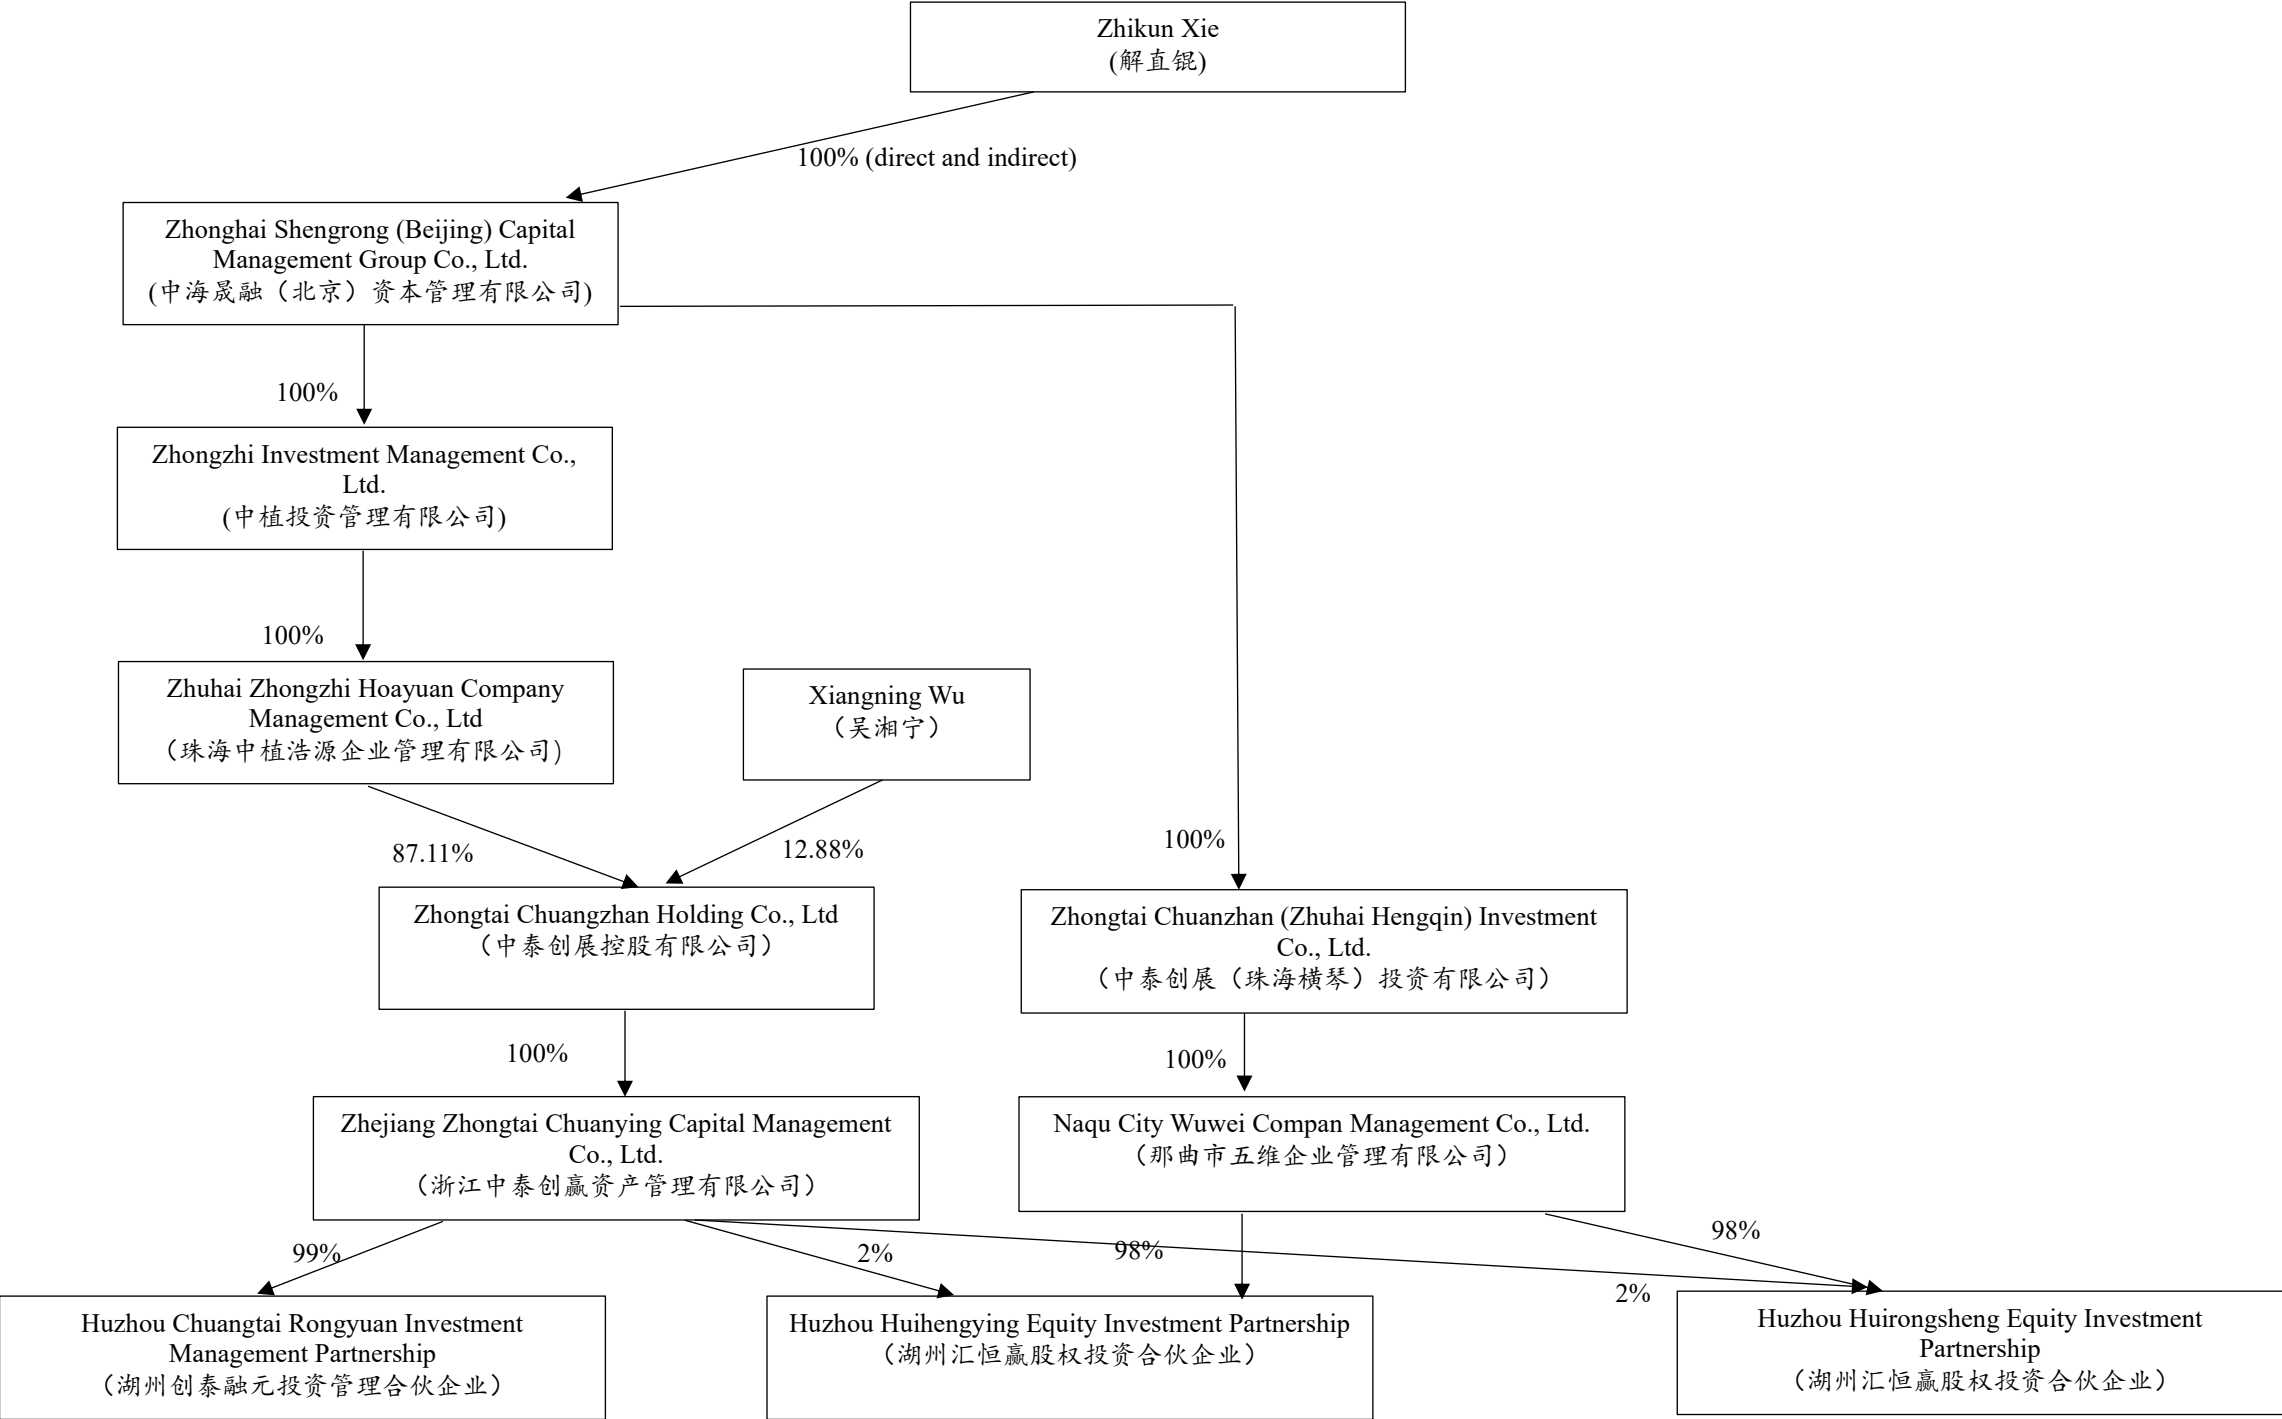 Zhikun Xie
(解直锟)
100% (direct and indirect)
Zhonghai Shengrong (Beijing) Capital
Management Group Co., Ltd.
(中海晟融（北京）资本管理有限公司)
100%
Zhongzhi Investment Management Co.,
Ltd.
(中植投资管理有限公司)
100%
Zhuhai Zhongzhi Hoayuan Company
Management Co., Ltd
（珠海中植浩源企业管理有限公司)
Xiangning Wu
（吴湘宁）
87.11%
12.88%
100%
Zhongtai Chuangzhan Holding Co., Ltd
（中泰创展控股有限公司）
Zhongtai Chuanzhan (Zhuhai Hengqin) Investment
Co., Ltd.
（中泰创展（珠海横琴）投资有限公司）
100%
100%
Zhejiang Zhongtai Chuanying Capital Management
Co., Ltd.
（浙江中泰创赢资产管理有限公司）
Naqu City Wuwei Compan Management Co., Ltd.
（那曲市五维企业管理有限公司）
99%
2%
98%
98%
2%
Huzhou Chuangtai Rongyuan Investment
Management Partnership
（湖州创泰融元投资管理合伙企业）
Huzhou Huihengying Equity Investment Partnership
（湖州汇恒赢股权投资合伙企业）
Huzhou Huirongsheng Equity Investment
Partnership
（湖州汇恒赢股权投资合伙企业）